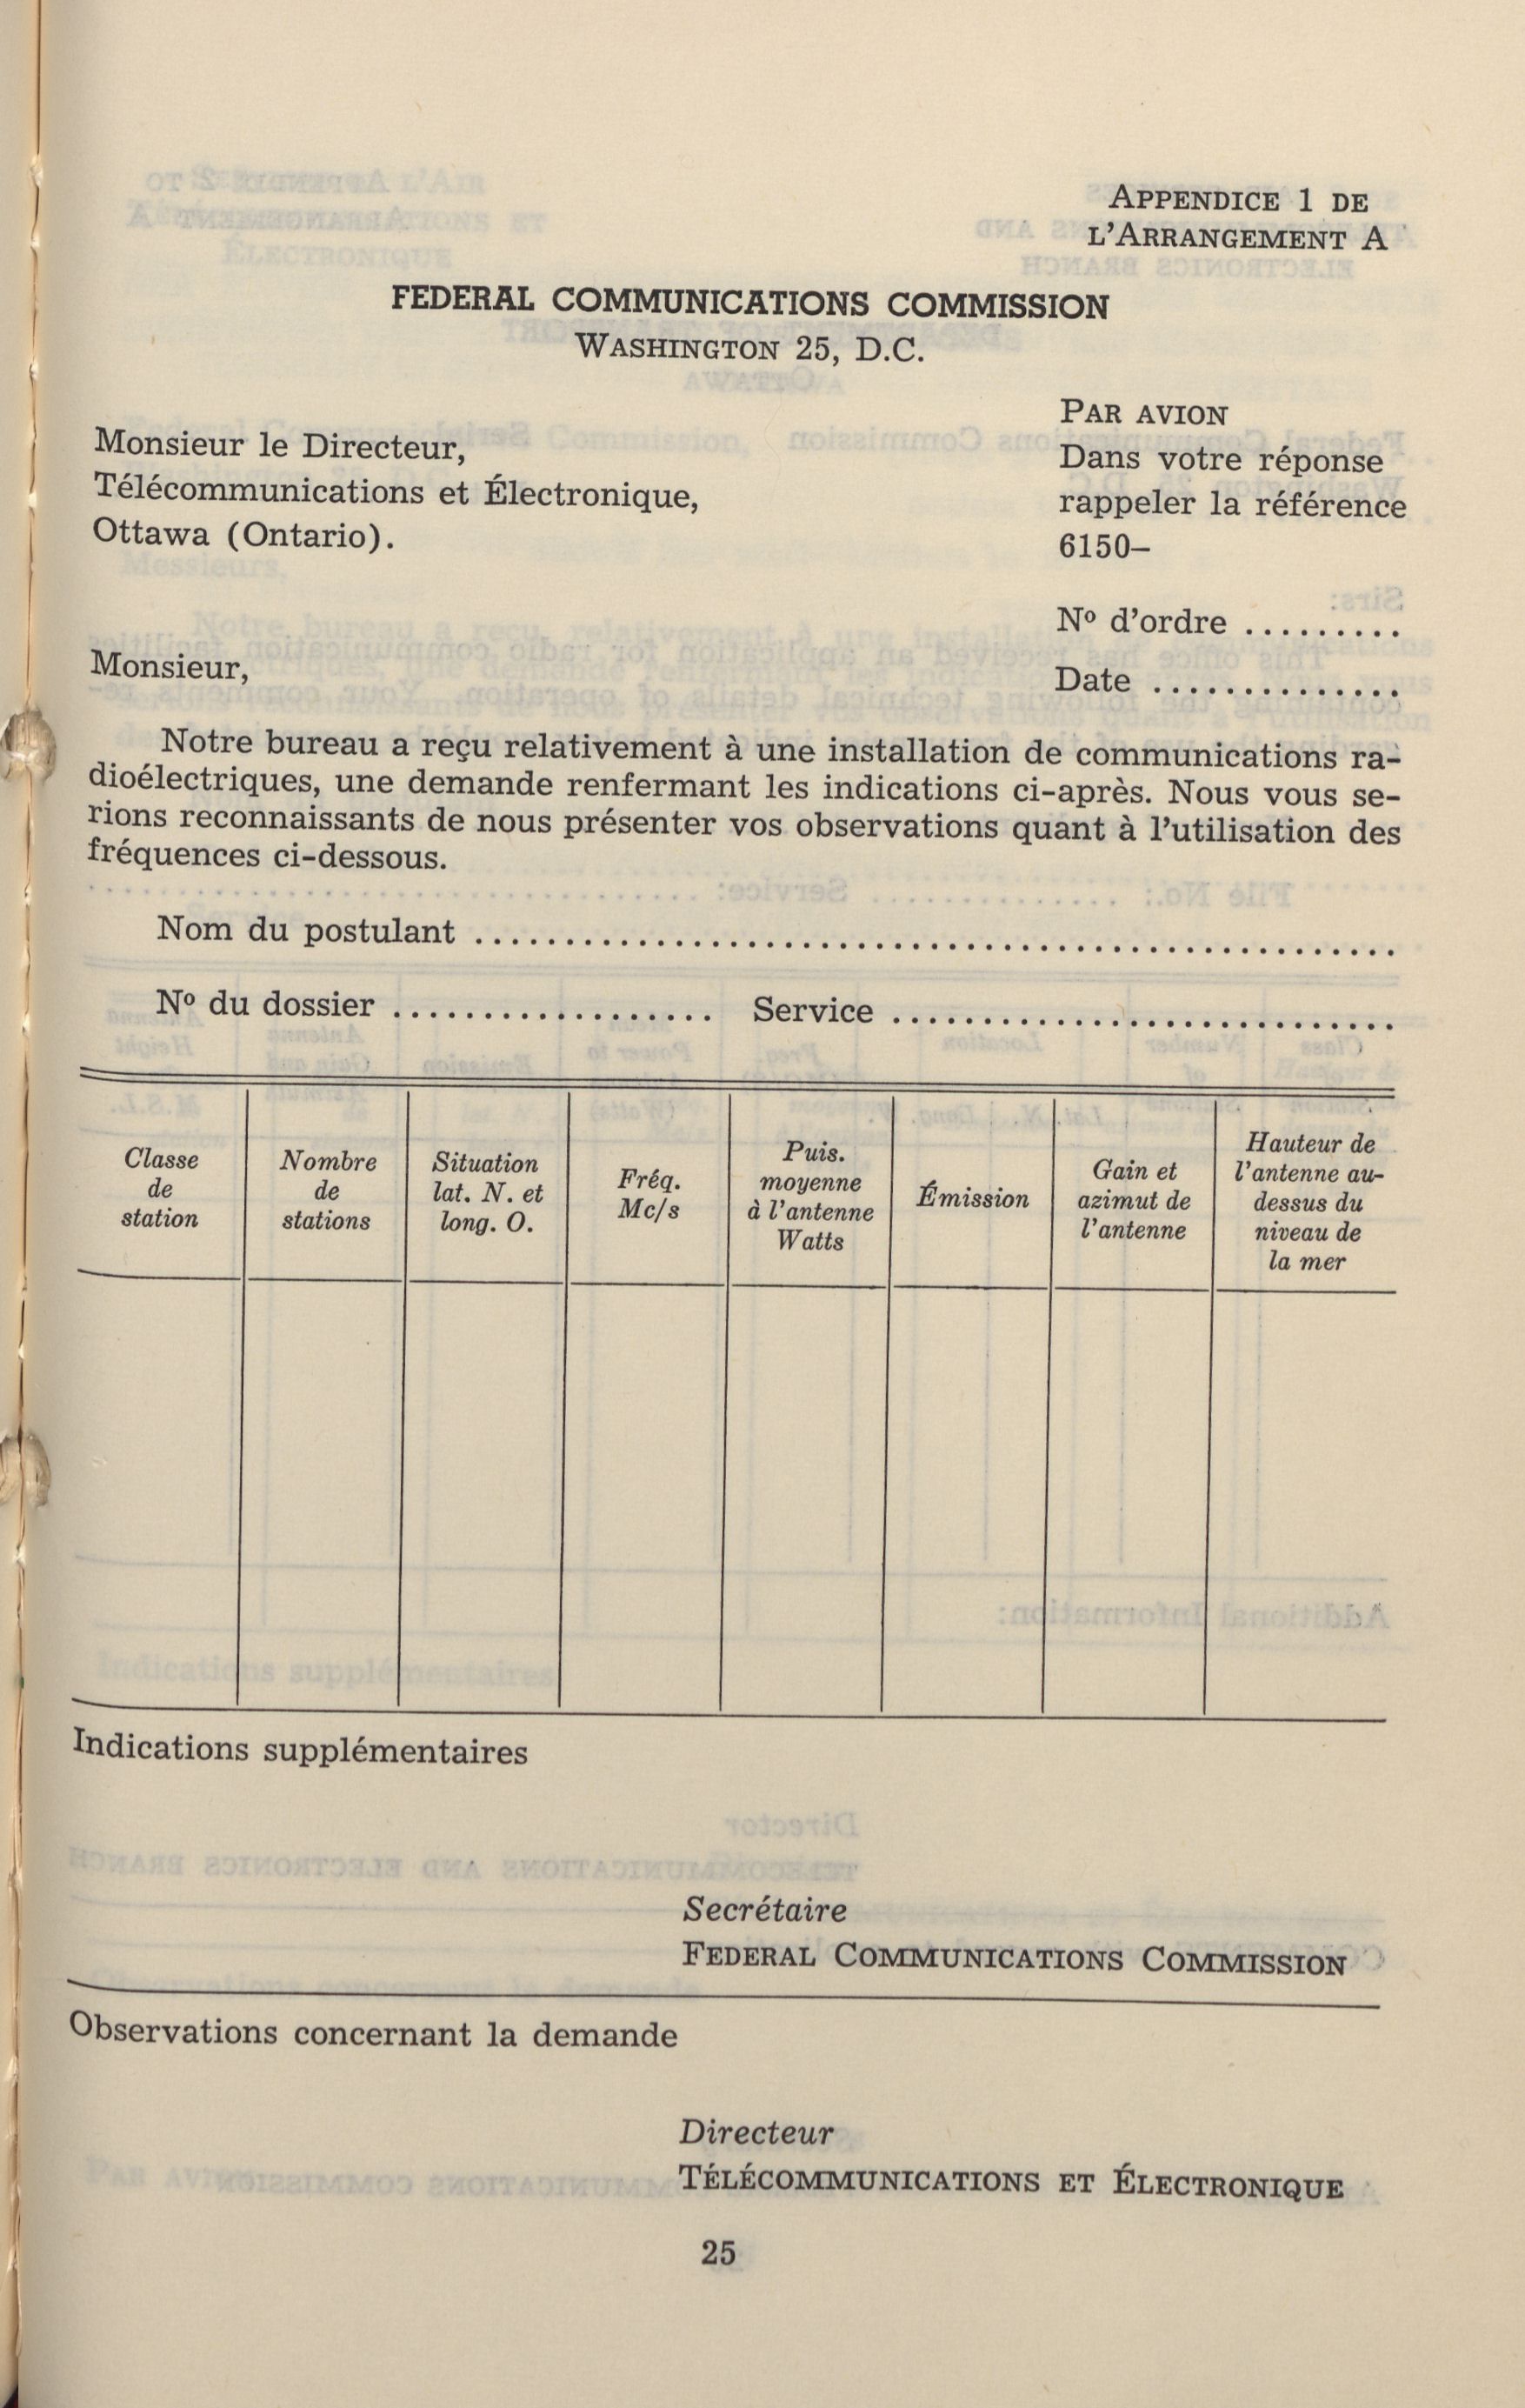 APPENDICE 1 DE
L'ARRANGEMENT A
FEDERAL COMMUNICATIONS COMMISSION
WASHINGTON 25, D.C.
PAR AVION
Monsieur le Directeur,
Dans votre réponse
Télécommunications et Électronique,
rappeler la référence
Ottawa (Ontario).
6150–
Nº d'ordre .........
Monsieur,
Date ..............
Notre bureau a reçu relativement à une installation de communications ra-
dioélectriques, une demande renfermant les indications ci-après. Nous vous se-
rions reconnaissants de nous présenter vos observations quant à l'utilisation des
fréquences ci-dessous.
Nom du postulant ....................................................
Nº du dossier .................. Service ............................
Classe
de
station
Nombre
de
stations
Situation
lat. N. et
long. O.
Fréq.
Mc/s
Puis.
moyenne
à l'antenne
Watts
Émission
Gain et
azimut de
l'antenne
Hauteur de
l'antenne au-
dessus du
niveau de
la mer
Indications supplémentaires
Secrétaire
FEDERAL COMMUNICATIONS COMMISSION
Observations concernant la demande
Directeur
TÉLÉCOMMUNICATIONS ET ÉLECTRONIQUE
25